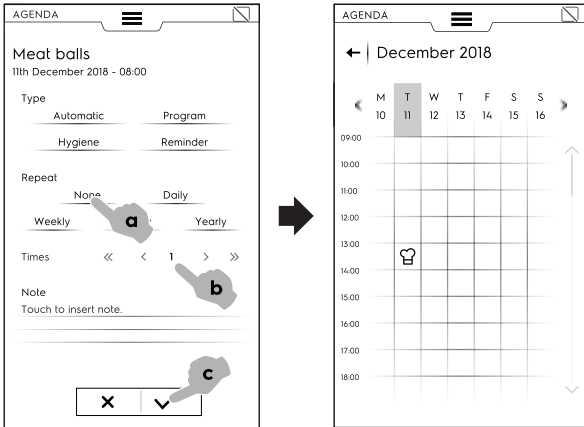 AGENDA
Meat balls
11th December 2018 - 08:00
Type
Automatic Program
Hygiene Reminder
Repeat
None Daily
a
Weekly Yearly
Times << < 1 > >>
b
Note
Touch to insert note.
c
AGENDA
December 2018
M T W T F S S
10 11 12 13 14 15 16
09:00
10:00
11:00
12:00
13:00
14:00
15:00
16:00
17:00
18:00